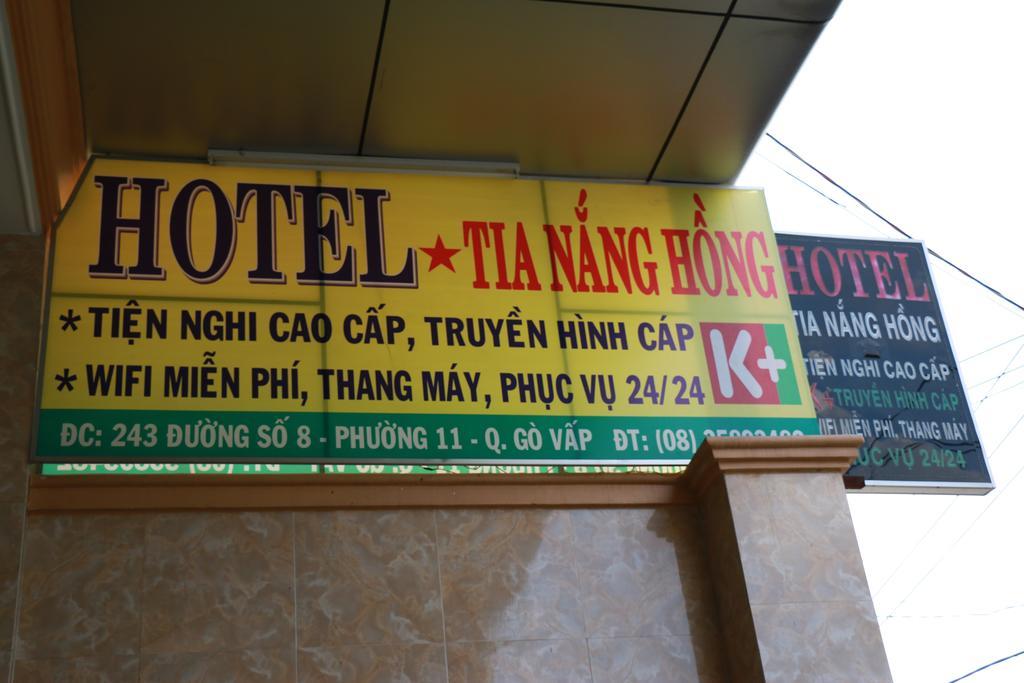 HOTEL ★ TIA NẮNG HỒNG
* TIỆN NGHI CAO CẤP, TRUYỀN HÌNH CÁP
* WIFI MIỄN PHÍ, THANG MÁY, PHỤC VỤ 24/24
K+
ĐC: 243 ĐƯỜNG SỐ 8 - PHƯỜNG 11 - Q. GÒ VẤP ĐT: (08)
HOTEL
TIA NẮNG HỒNG
TIỆN NGHI CAO CẤP
K+ TRUYỀN HÌNH CÁP
WIFI MIỄN PHÍ, THANG MÁY
PHỤC VỤ 24/24